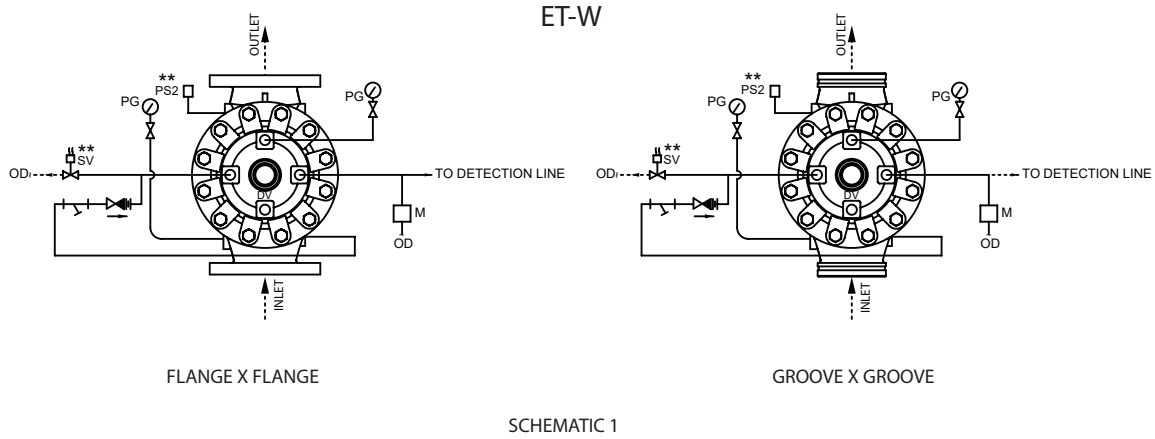 ET-W
OUTLET
**
PS2
PG
PG
**
SV
OD
TO DETECTION LINE
DV
M
OD
INLET
FLANGE X FLANGE
OUTLET
**
PS2
PG
PG
**
SV
OD
TO DETECTION LINE
DV
M
OD
INLET
GROOVE X GROOVE
SCHEMATIC 1